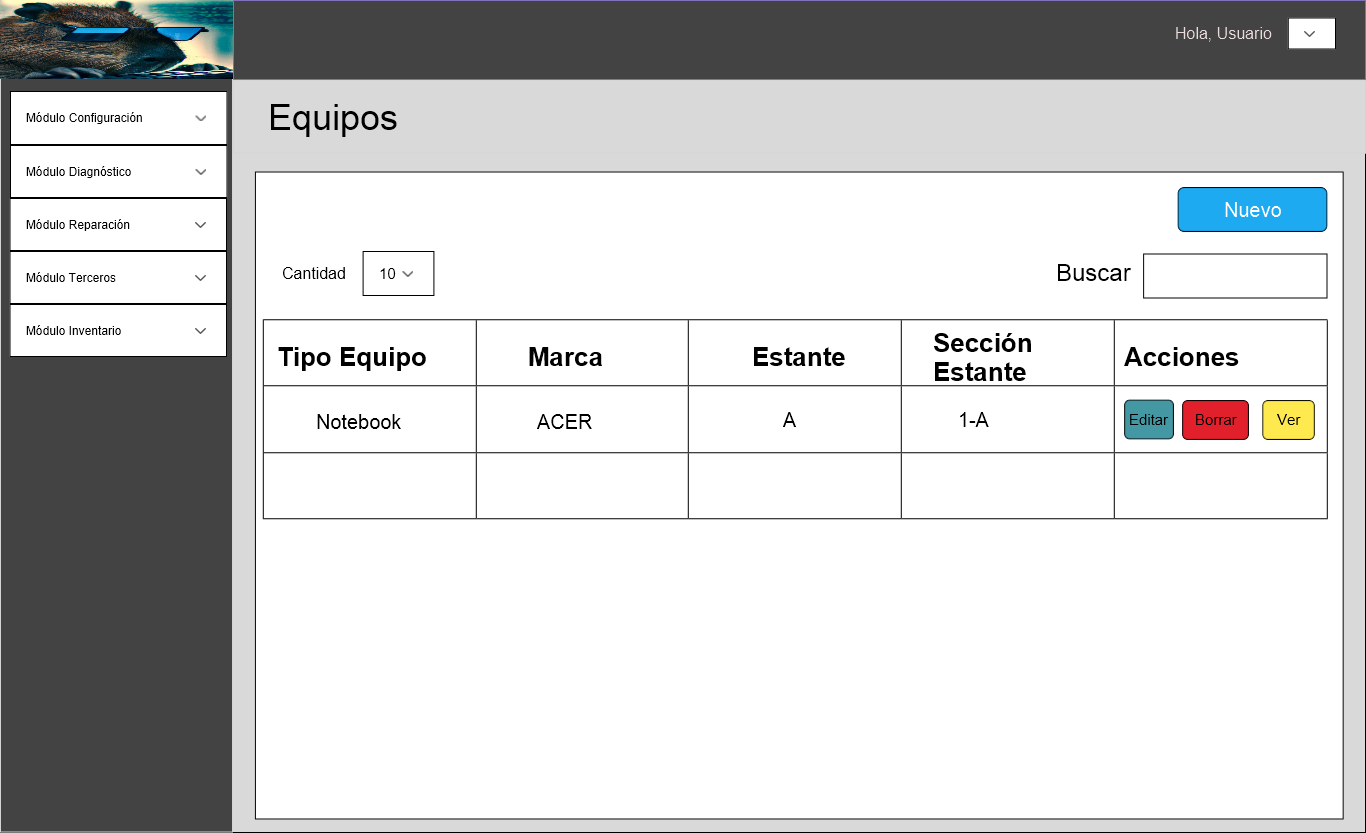 Hola, Usuario
Módulo Configuración
Módulo Diagnóstico
Módulo Reparación
Módulo Terceros
Módulo Inventario
Equipos
Nuevo
Cantidad 10 Buscar
Tipo Equipo Marca Estante Sección Estante Acciones
Notebook ACER A 1-A Editar Borrar Ver